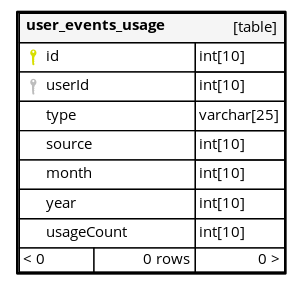 user_events_usage [table]
id int[10]
userId int[10]
type varchar[25]
source int[10]
month int[10]
year int[10]
usageCount int[10]
< 0 0 rows 0 >